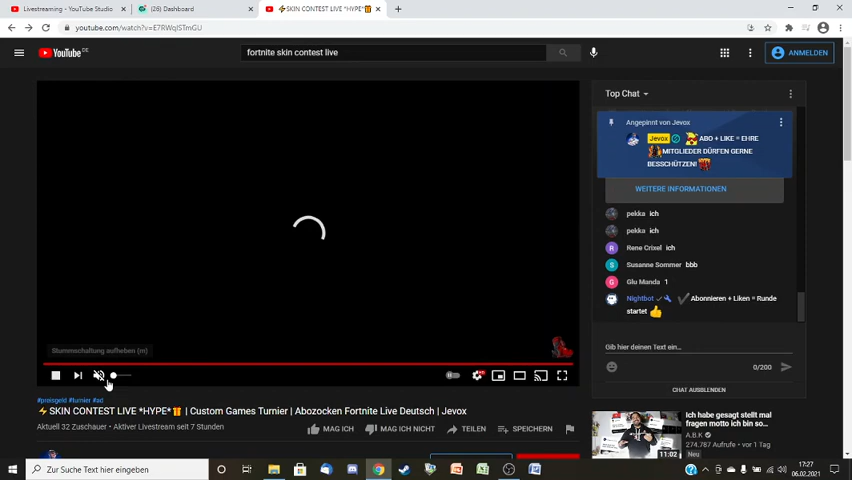 Livestreaming - YouTube Studio
(26) Dashboard
⚡SKIN CONTEST LIVE *HYPE*🎁
youtube.com/watch?v=E7RWqISTmGU
YouTube DE
fortnite skin contest live
ANMELDEN
Top Chat
Angepinnt von Jevox
Jevox ABO + LIKE = EHRE
MITGLIEDER DÜRFEN GERNE
BESSCHÜTZEN!
WEITERE INFORMATIONEN
pekka ich
pekka ich
Rene Crixel ich
S Susanne Sommer bbb
G Glu Manda 1
Nightbot Abonnieren + Liken = Runde
startet 👍
Stummschaltung aufheben (m)
Gib hier deinen Text ein...
0/200
CHAT AUSBLENDEN
#preisgeld #turnier #ad
⚡SKIN CONTEST LIVE *HYPE*🎁 | Custom Games Turnier | Abozocken Fortnite Live Deutsch | Jevox
Aktuell 32 Zuschauer • Aktiver Livestream seit 7 Stunden
MAG ICH
MAG ICH NICHT
TEILEN
SPEICHERN
Ich habe gesagt stellt mal
fragen motto ich bin so...
A.B.K
274.787 Aufrufe • vor 1 Tag
Neu
11:02
Zur Suche Text hier eingeben
17:27
06.02.2021